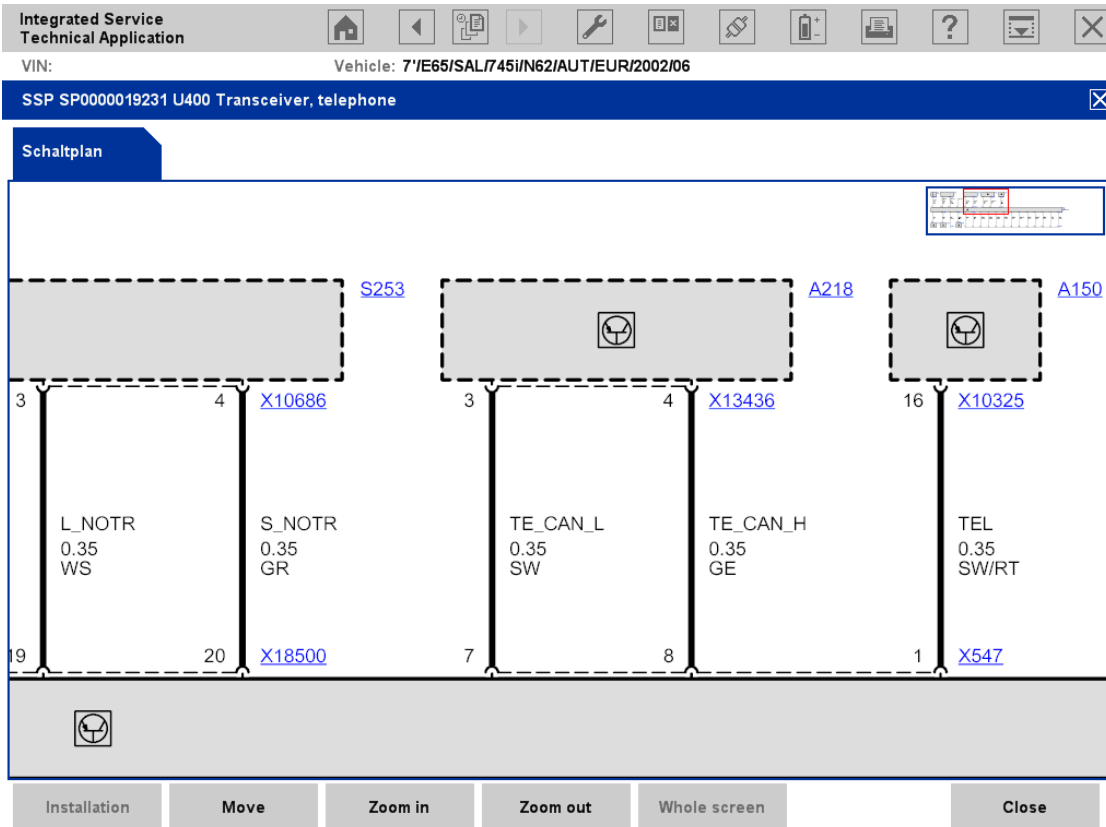 Integrated Service
Technical Application
VIN:
Vehicle: 7'/E65/SAL/745i/N62/AUT/EUR/2002/06
SSP SP0000019231 U400 Transceiver, telephone
Schaltplan
S253 A218 A150
3 4 X10686 3 4 X13436 16 X10325
L_NOTR S_NOTR TE_CAN_L TE_CAN_H TEL
0.35 0.35 0.35 0.35 0.35
WS GR SW GE SW/RT
19 20 X18500 7 8 1 X547
Installation Move Zoom in Zoom out Whole screen Close